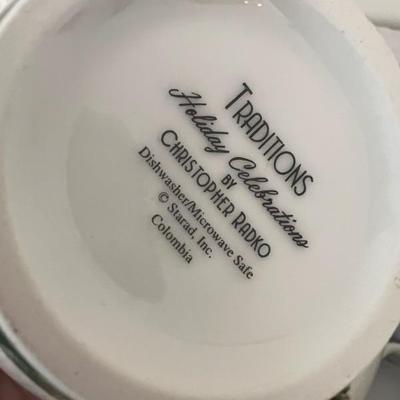 TRADITIONS
Holiday Celebrations
BY
CHRISTOPHER RADKO
Dishwasher/Microwave Safe
© Starad, Inc.
Colombia